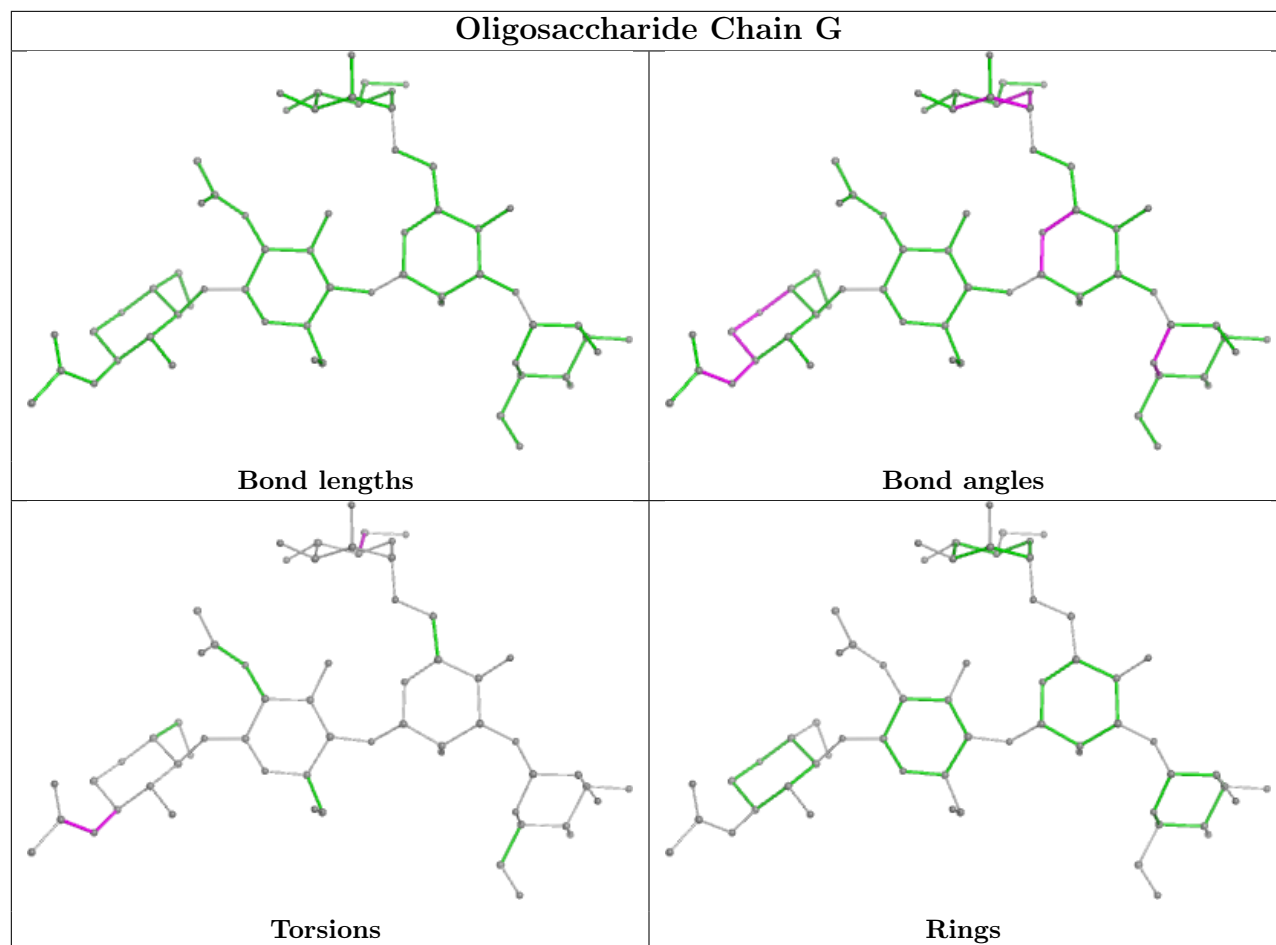 Oligosaccharide Chain G
Bond lengths
Bond angles
Torsions
Rings